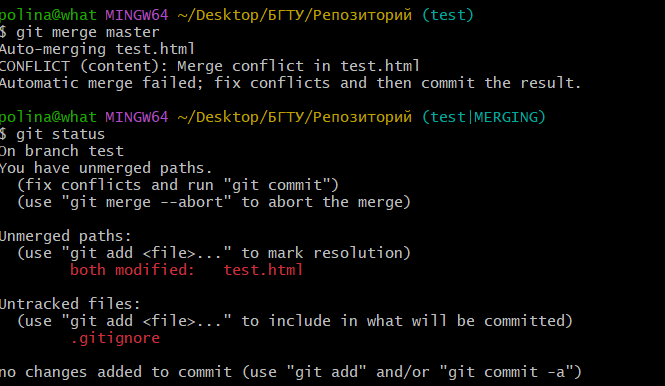 polina@what MINGW64 ~/Desktop/БГТУ/Репозиторий (test)
$ git merge master
Auto-merging test.html
CONFLICT (content): Merge conflict in test.html
Automatic merge failed; fix conflicts and then commit the result.

polina@what MINGW64 ~/Desktop/БГТУ/Репозиторий (test|MERGING)
$ git status
On branch test
You have unmerged paths.
  (fix conflicts and run "git commit")
  (use "git merge --abort" to abort the merge)

Unmerged paths:
  (use "git add <file>..." to mark resolution)
        both modified:   test.html

Untracked files:
  (use "git add <file>..." to include in what will be committed)
        .gitignore

no changes added to commit (use "git add" and/or "git commit -a")